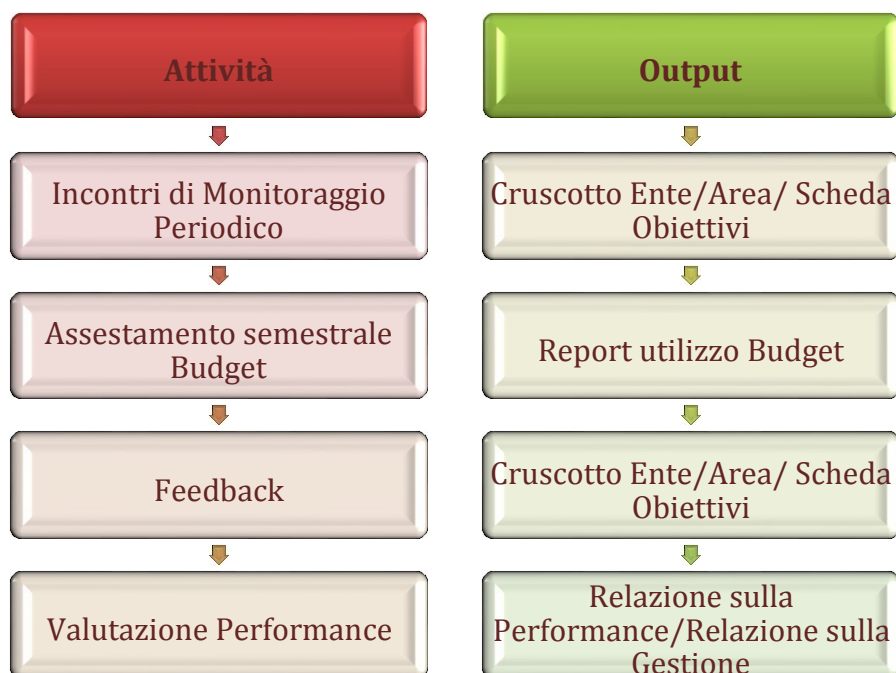 Attività
Incontri di Monitoraggio
Periodico
Assestamento semestrale
Budget
Feedback
Valutazione Performance
Output
Cruscotto Ente/Area/ Scheda
Obiettivi
Report utilizzo Budget
Cruscotto Ente/Area/ Scheda
Obiettivi
Relazione sulla
Performance/Relazione sulla
Gestione